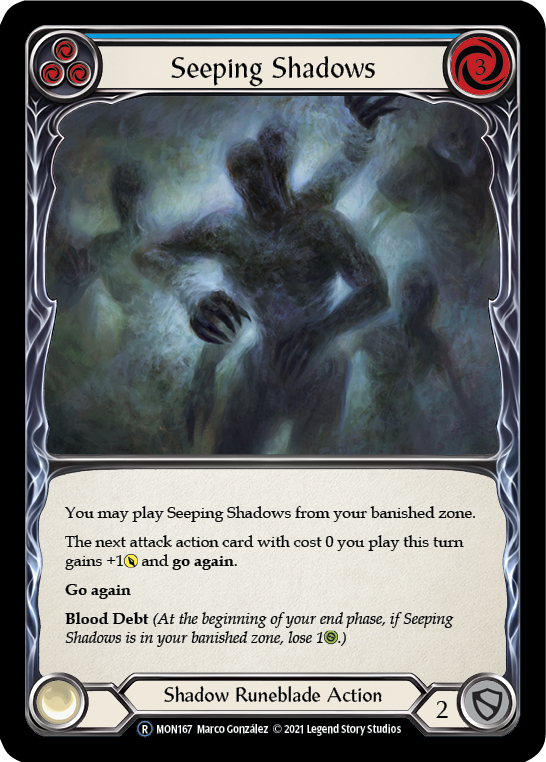 Seeping Shadows
3
You may play Seeping Shadows from your banished zone.
The next attack action card with cost 0 you play this turn
gains +1 and go again.
Go again
Blood Debt (At the beginning of your end phase, if Seeping
Shadows is in your banished zone, lose 1.)
Shadow Runeblade Action
2
R MON167 Marco González © 2021 Legend Story Studios